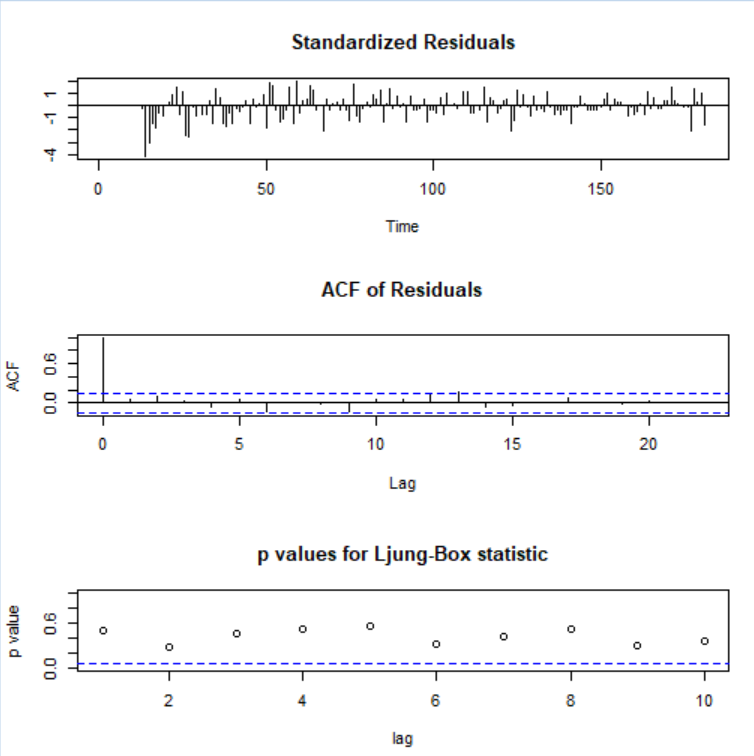 Standardized Residuals
1
-1
-4
0 50 100 150
Time
ACF of Residuals
ACF
0.6
0.0
0 5 10 15 20
Lag
p values for Ljung-Box statistic
p value
0.6
0.0
2 4 6 8 10
lag